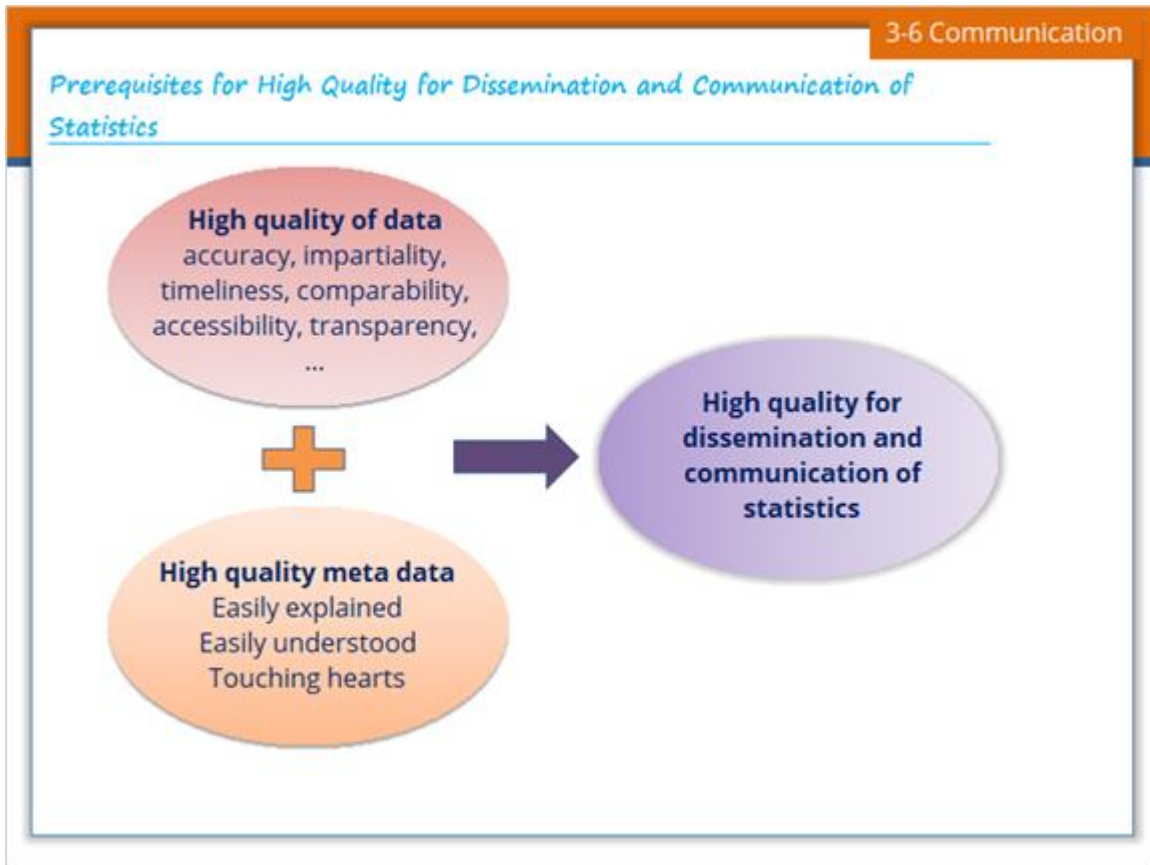 3-6 Communication
Prerequisites for High Quality for Dissemination and Communication of
Statistics
High quality of data
accuracy, impartiality,
timeliness, comparability,
accessibility, transparency,
...
High quality meta data
Easily explained
Easily understood
Touching hearts
High quality for
dissemination and
communication of
statistics